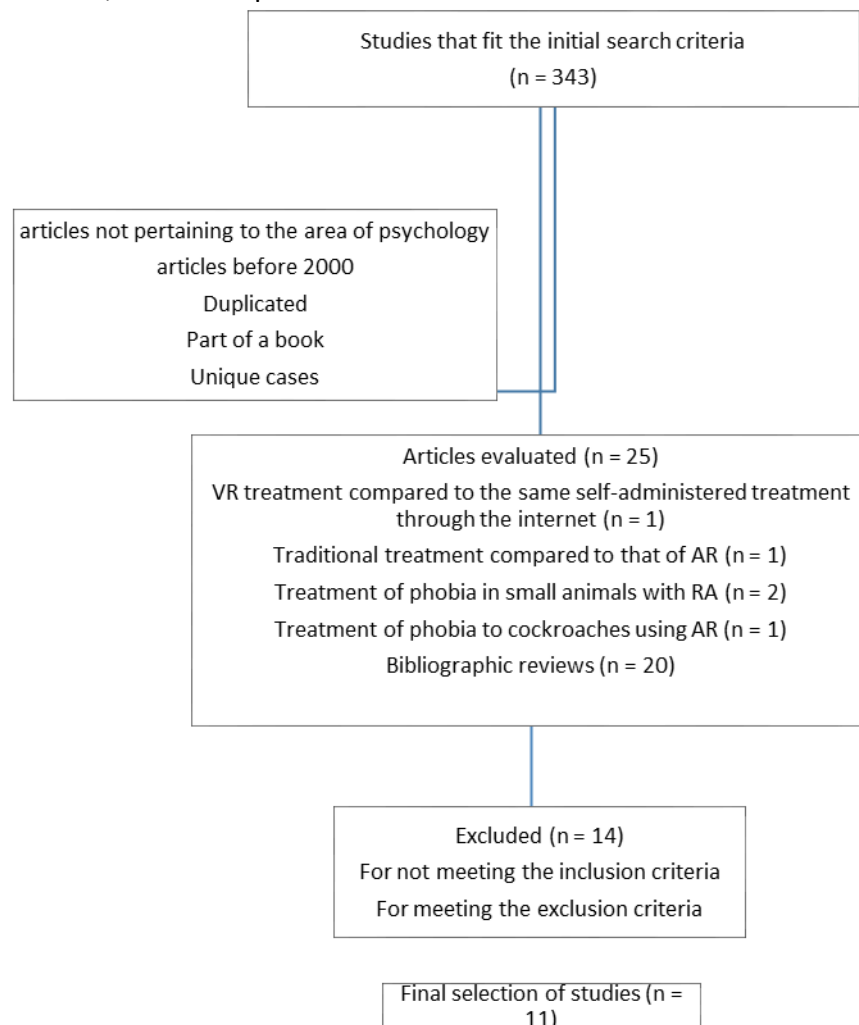 Studies that fit the initial search criteria
(n = 343)
articles not pertaining to the area of psychology
articles before 2000
Duplicated
Part of a book
Unique cases
Articles evaluated (n = 25)
VR treatment compared to the same self-administered treatment
through the internet (n = 1)
Traditional treatment compared to that of AR (n = 1)
Treatment of phobia in small animals with RA (n = 2)
Treatment of phobia to cockroaches using AR (n = 1)
Bibliographic reviews (n = 20)
Excluded (n = 14)
For not meeting the inclusion criteria
For meeting the exclusion criteria
Final selection of studies (n =
11)